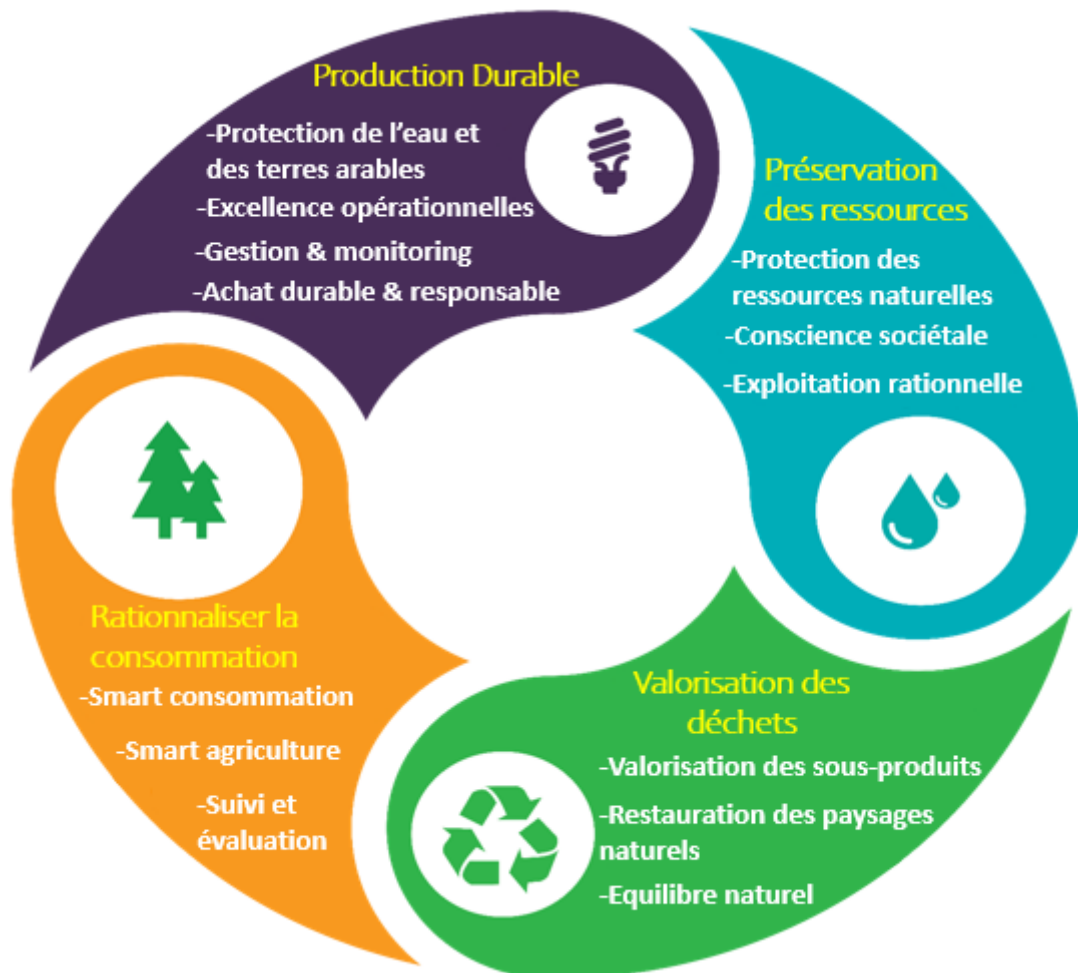 Production Durable
-Protection de l'eau et
des terres arables
-Excellence opérationnelles
-Gestion & monitoring
-Achat durable & responsable
Préservation
des ressources
-Protection des
ressources naturelles
-Conscience sociétale
-Exploitation rationnelle
Valorisation des
déchets
-Valorisation des sous-produits
-Restauration des paysages
naturels
-Equilibre naturel
Rationnaliser la
consommation
-Smart consommation
-Smart agriculture
-Suivi et
évaluation